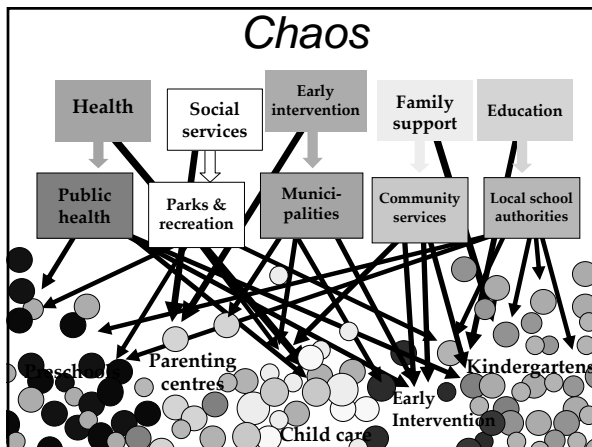 Chaos
Health
Social
services
Early
intervention
Family
support
Education
Public
health
Parks &
recreation
Munici-
palities
Community
services
Local school
authorities
Preschools
Parenting
centres
Child care
Early
Intervention
Kindergartens